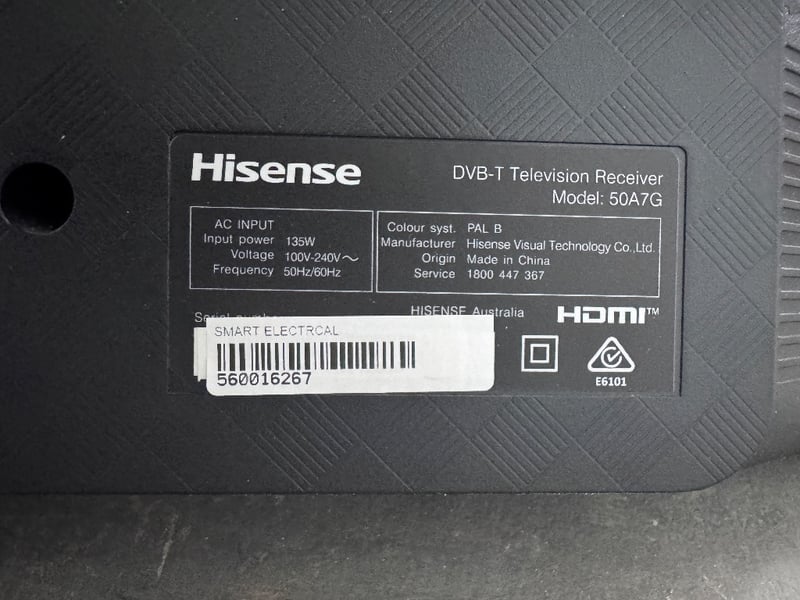 Hisense
DVB-T Television Receiver
Model: 50A7G
AC INPUT
Input power 135W
Voltage 100V-240V～
Frequency 50Hz/60Hz
Colour syst. PAL B
Manufacturer Hisense Visual Technology Co.,Ltd.
Origin Made in China
Service 1800 447 367
Serial number
HISENSE Australia
HDMI™
SMART ELECTRCAL
560016267
E6101